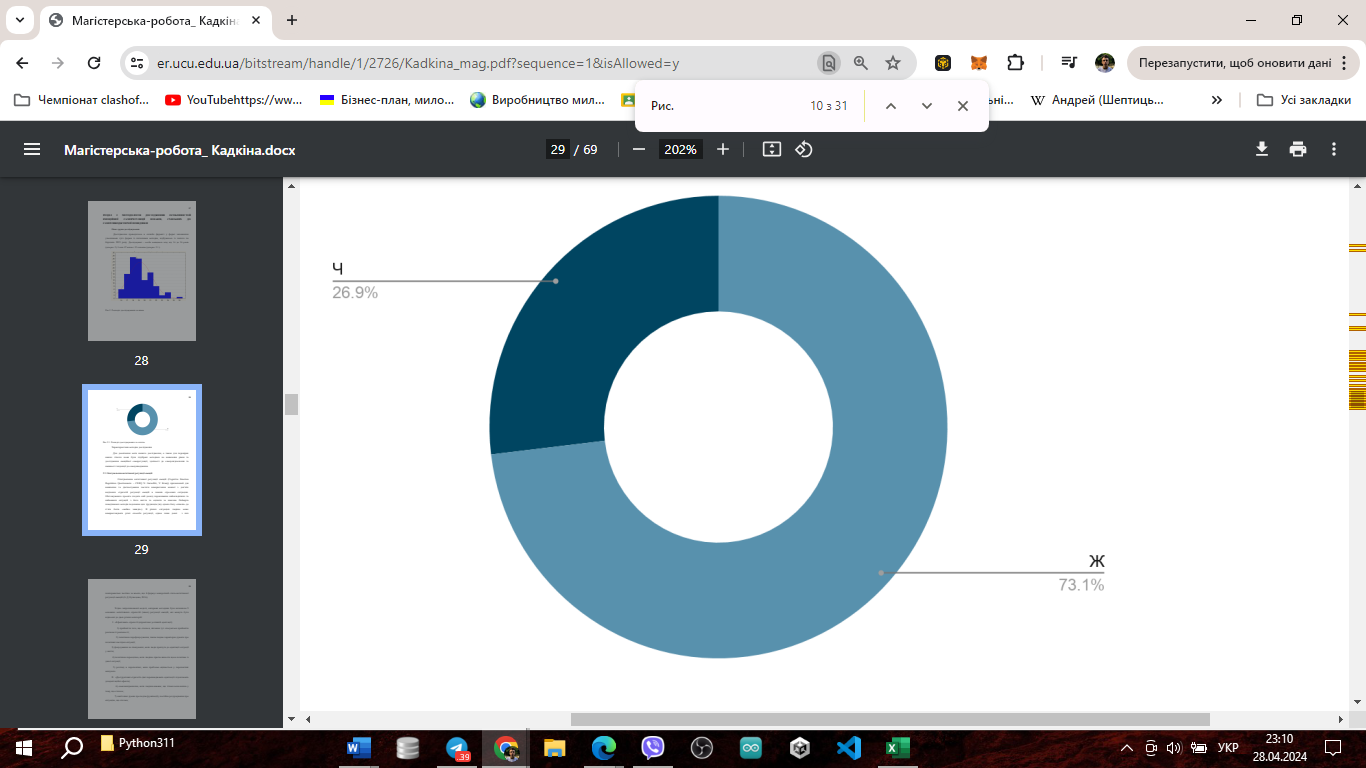 Магістерська-робота_ Кадкіна
er.ucu.edu.ua/bitstream/handle/1/2726/Kadkina_mag.pdf?sequence=1&isAllowed=y
Перезапустити, щоб оновити дані
Чемпіонат clashof...
YouTubehttps://ww...
Бізнес-план, мило...
Виробництво мил...
ьні...
Андрей (Шептиць...
Усі закладки
Рис.
10 з 31
Магістерська-робота_ Кадкіна.docx
29 / 69
202%
28
29
Ч
26.9%
Ж
73.1%
Python311
39
УКР
23:10
28.04.2024